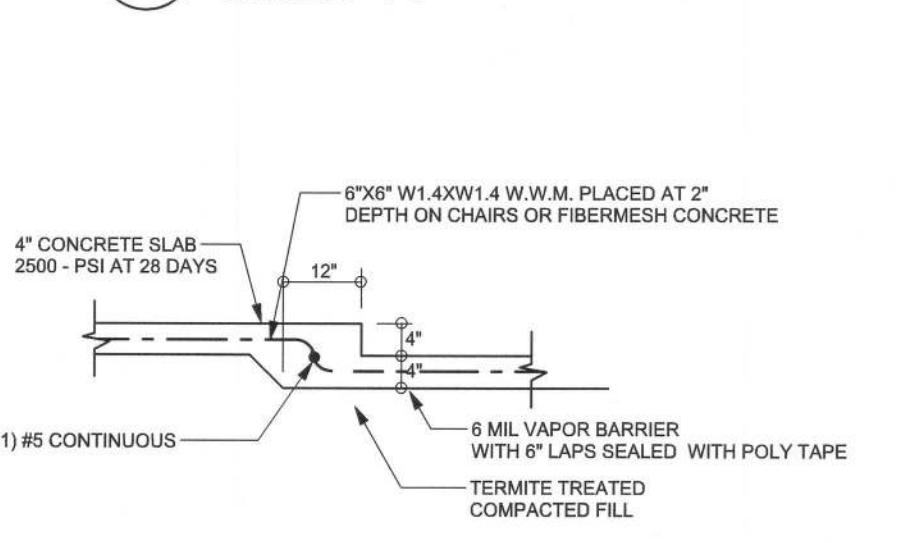 6"X6" W1.4XW1.4 W.W.M. PLACED AT 2"
DEPTH ON CHAIRS OR FIBERMESH CONCRETE
4" CONCRETE SLAB
2500 - PSI AT 28 DAYS
12"
4"
4"
1) #5 CONTINUOUS
6 MIL VAPOR BARRIER
WITH 6" LAPS SEALED WITH POLY TAPE
TERMITE TREATED
COMPACTED FILL